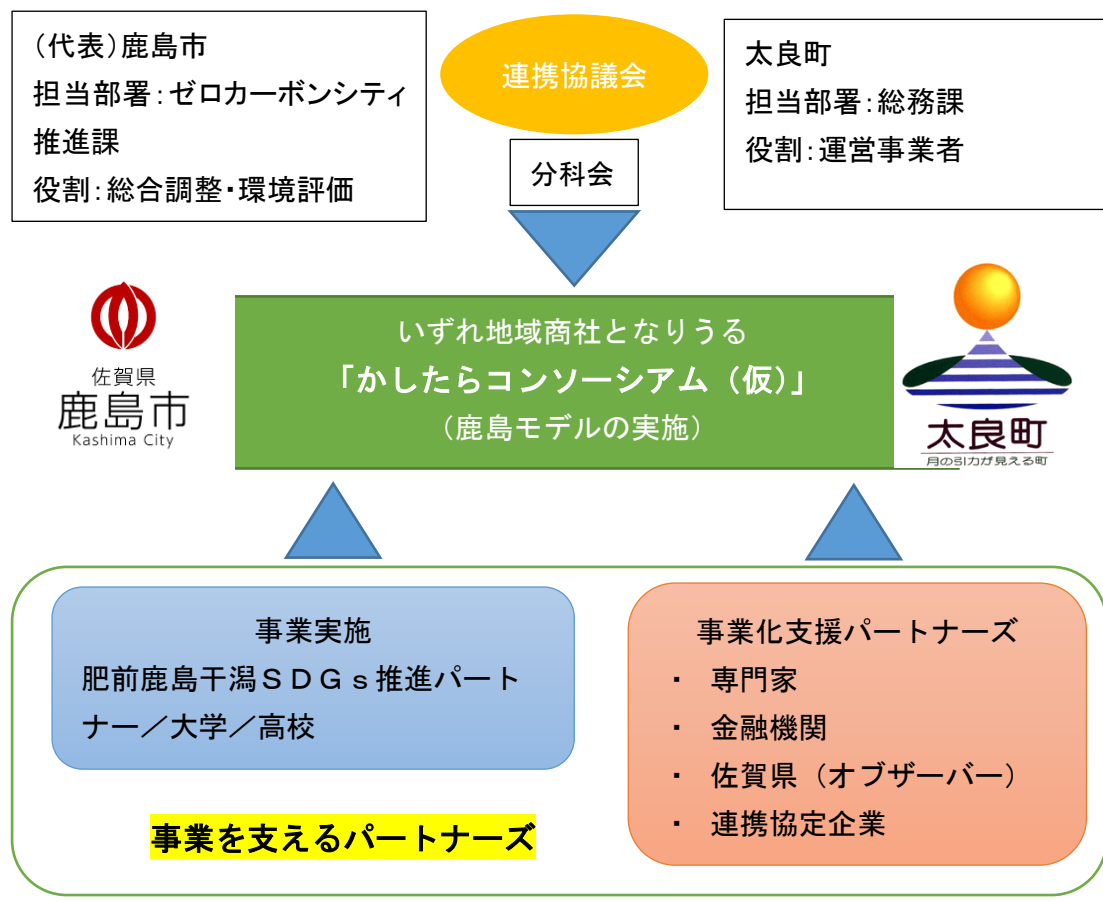 (代表)鹿島市
担当部署：ゼロカーボンシティ
推進課
役割：総合調整・環境評価
連携協議会
分科会
太良町
担当部署：総務課
役割：運営事業者
佐賀県
鹿島市
Kashima City
いずれ地域商社となりうる
「かしたらコンソーシアム（仮）」
（鹿島モデルの実施）
太良町
月の引力が見える町
事業実施
肥前鹿島干潟ＳＤＧｓ推進パート
ナー／大学／高校
事業を支えるパートナーズ
事業化支援パートナーズ
・ 専門家
・ 金融機関
・ 佐賀県（オブザーバー）
・ 連携協定企業